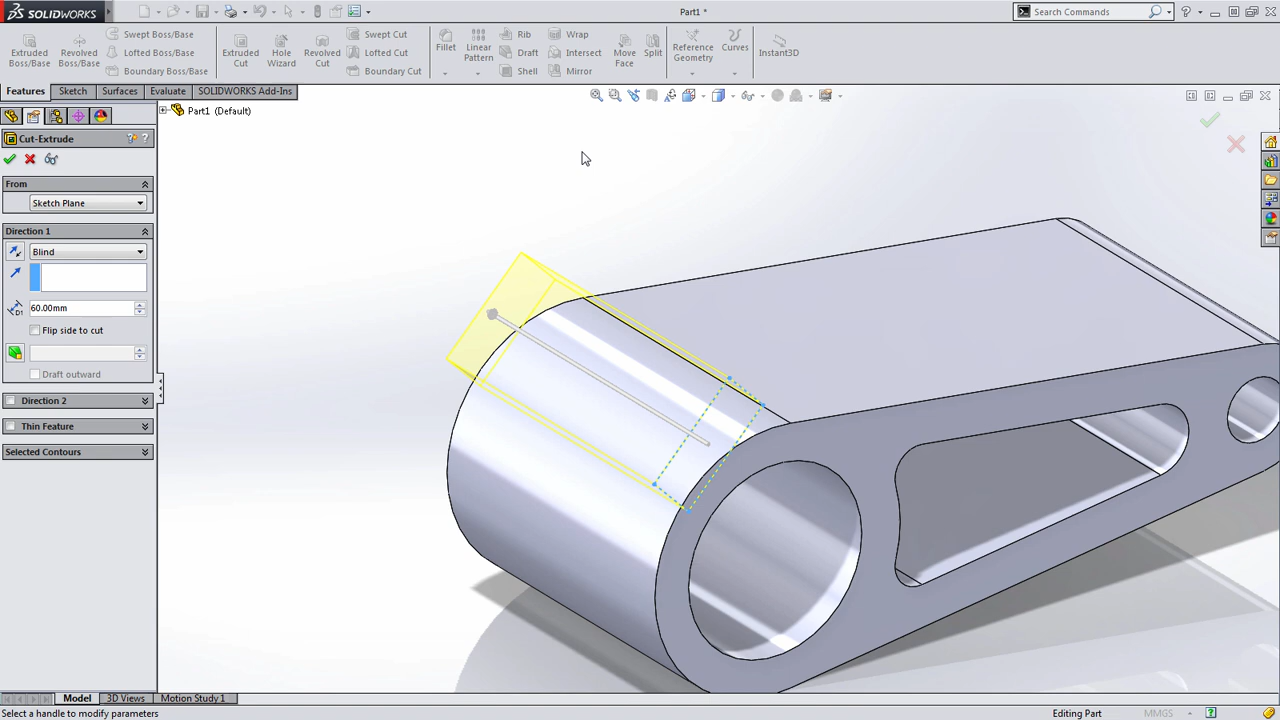 SOLIDWORKS
Part1 *
Search Commands
Extruded Boss/Base
Revolved Boss/Base
Swept Boss/Base
Lofted Boss/Base
Boundary Boss/Base
Extruded Cut
Hole Wizard
Revolved Cut
Swept Cut
Lofted Cut
Boundary Cut
Fillet
Linear Pattern
Rib
Draft
Shell
Wrap
Intersect
Mirror
Move Face
Split
Reference Geometry
Curves
Instant3D
Features Sketch Surfaces Evaluate SOLIDWORKS Add-Ins
Part1 (Default)
Cut-Extrude
From
Sketch Plane
Direction 1
Blind
D1 60.00mm
Flip side to cut
Draft outward
Direction 2
Thin Feature
Selected Contours
Model 3D Views Motion Study 1
Select a handle to modify parameters
Editing Part
MMGS